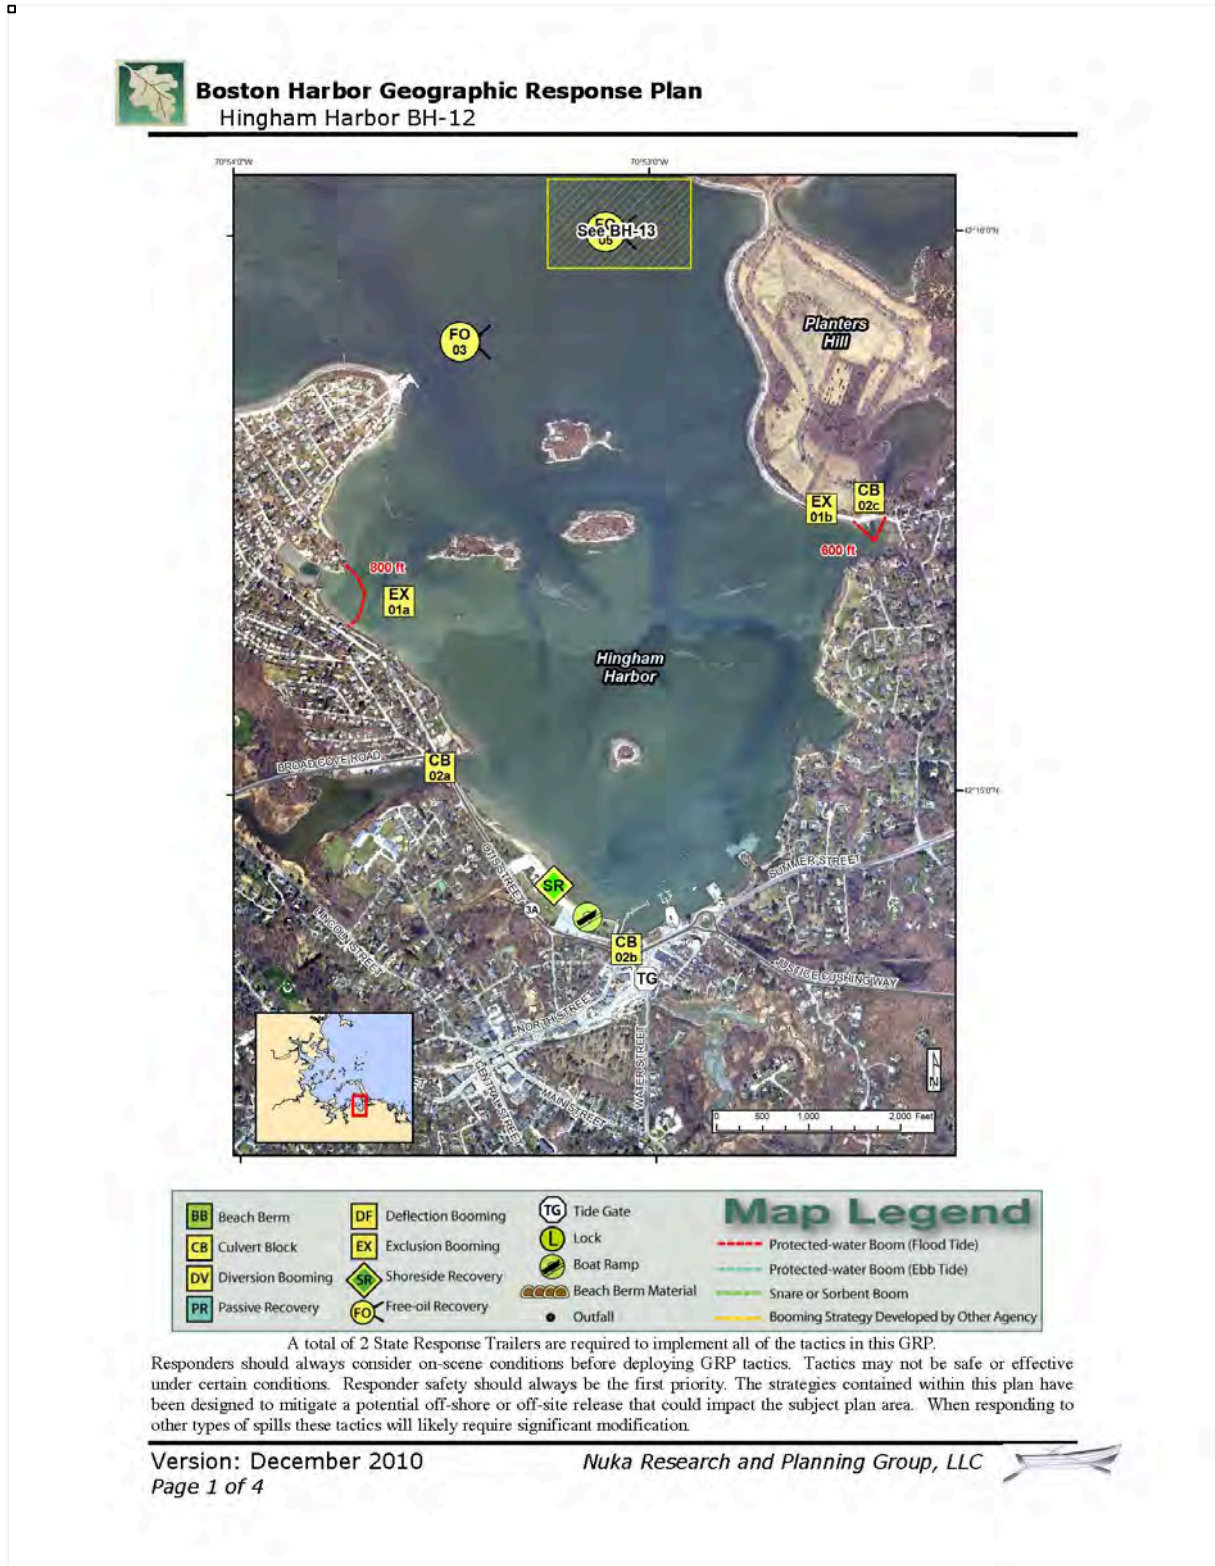 Boston Harbor Geographic Response Plan
Hingham Harbor BH-12
70°54'0"W
70°53'0"W
See BH-13
42°16'0"N
FO
03
Planters
Hill
CB
02c
EX
01b
600 ft
800 ft
EX
01a
Hingham
Harbor
BROAD COVE ROAD
CB
02a
42°15'0"N
OTIS STREET
SUMMER STREET
SR
3A
LINCOLN STREET
CB
02b
TG
JUSTICE CUSHING WAY
NORTH STREET
WATER STREET
CENTRAL STREET
MAIN STREET
N
0 500 1,000 2,000 Feet
Map Legend
BB Beach Berm
CB Culvert Block
DV Diversion Booming
PR Passive Recovery
DF Deflection Booming
EX Exclusion Booming
SR Shoreside Recovery
FO Free-oil Recovery
TG Tide Gate
L Lock
Boat Ramp
Beach Berm Material
Outfall
Protected-water Boom (Flood Tide)
Protected-water Boom (Ebb Tide)
Snare or Sorbent Boom
Booming Strategy Developed by Other Agency
A total of 2 State Response Trailers are required to implement all of the tactics in this GRP.
Responders should always consider on-scene conditions before deploying GRP tactics. Tactics may not be safe or effective
under certain conditions. Responder safety should always be the first priority. The strategies contained within this plan have
been designed to mitigate a potential off-shore or off-site release that could impact the subject plan area. When responding to
other types of spills these tactics will likely require significant modification.
Version: December 2010
Nuka Research and Planning Group, LLC
Page 1 of 4